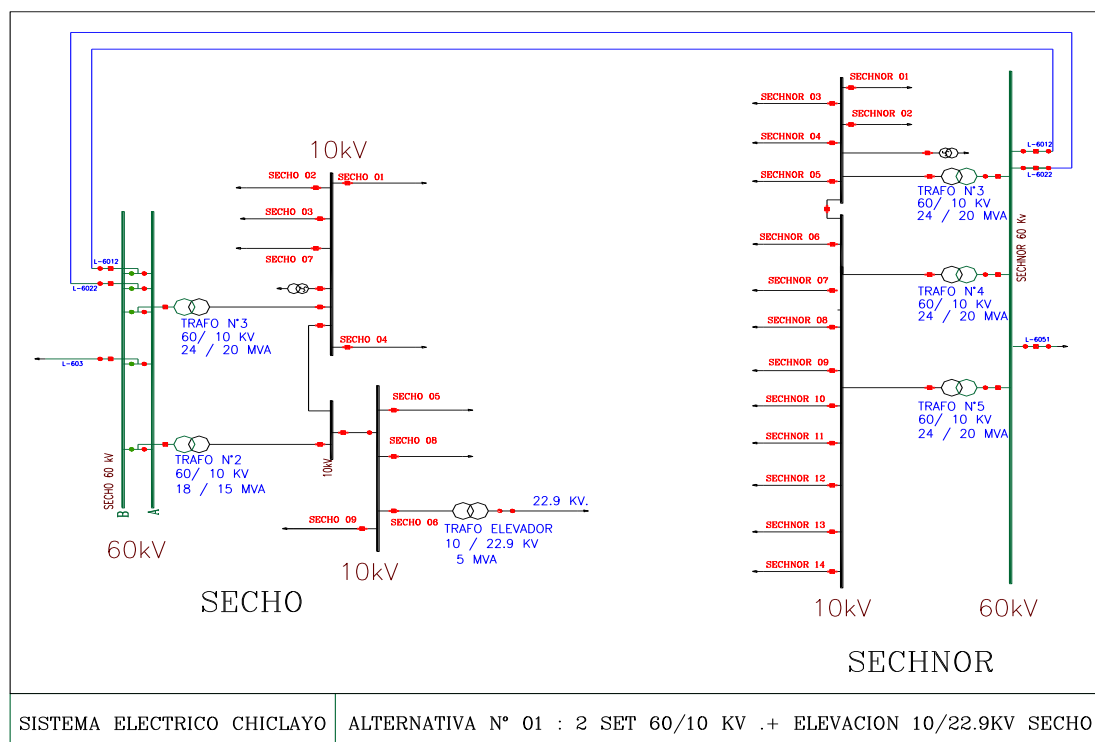 10kV
SECHO 02
SECHO 01
SECHO 03
SECHO 07
SECHO 04
L-6012
L-6022
L-603
TRAFO N°3
60/ 10 KV
24 / 20 MVA
TRAFO N°2
60/ 10 KV
18 / 15 MVA
SECHO 60 kV
B
A
60kV
10kV
SECHO 05
SECHO 08
SECHO 06
SECHO 09
TRAFO ELEVADOR
10 / 22.9 KV
5 MVA
22.9 KV.
10kV
SECHO
SECHNOR 01
SECHNOR 03
SECHNOR 02
SECHNOR 04
SECHNOR 05
SECHNOR 06
SECHNOR 07
SECHNOR 08
SECHNOR 09
SECHNOR 10
SECHNOR 11
SECHNOR 12
SECHNOR 13
SECHNOR 14
L-6012
L-6022
TRAFO N°3
60/ 10 KV
24 / 20 MVA
SECHNOR 60 Kv
TRAFO N°4
60/ 10 KV
24 / 20 MVA
L-6051
TRAFO N°5
60/ 10 KV
24 / 20 MVA
10kV
60kV
SECHNOR
SISTEMA ELECTRICO CHICLAYO
ALTERNATIVA N° 01 : 2 SET 60/10 KV .+ ELEVACION 10/22.9KV SECHO